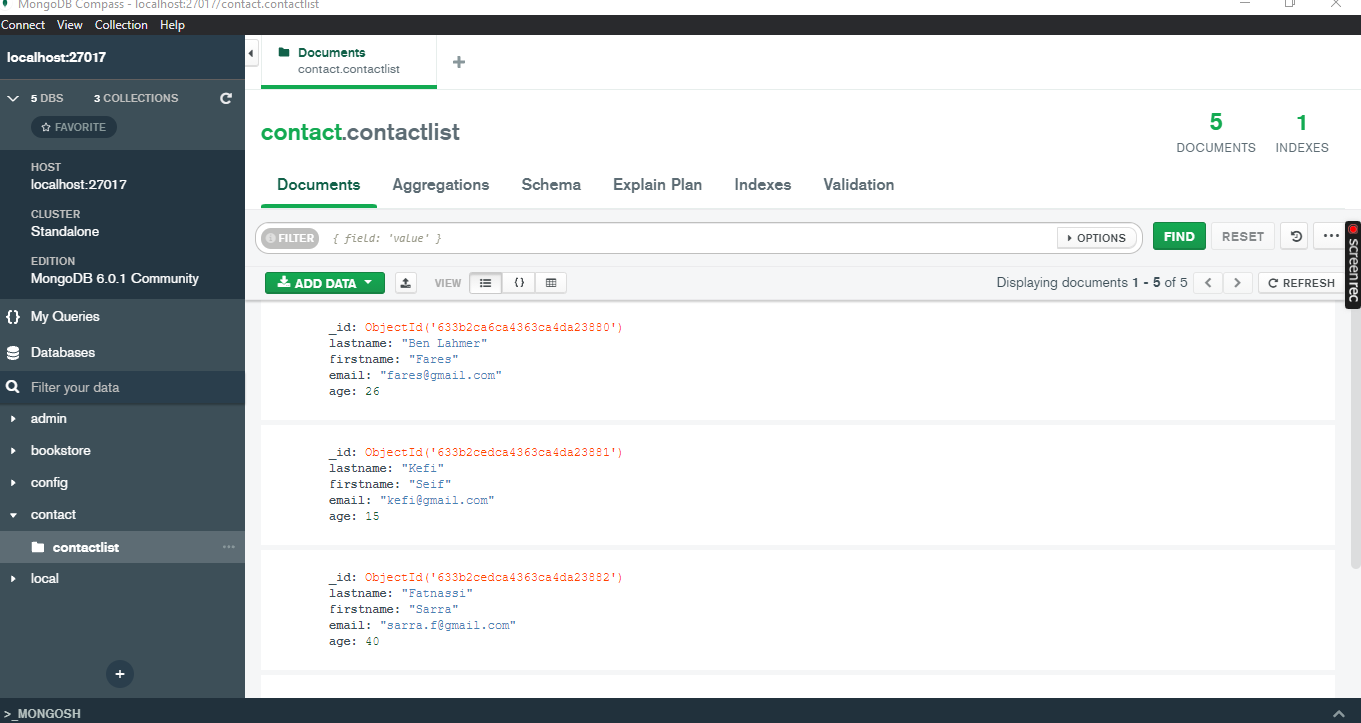 MongoDB Compass - localhost:27017/contact.contactlist
Connect View Collection Help
localhost:27017
5 DBS 3 COLLECTIONS
FAVORITE
HOST
localhost:27017
CLUSTER
Standalone
EDITION
MongoDB 6.0.1 Community
My Queries
Databases
Filter your data
admin
bookstore
config
contact
contactlist
local
Documents
contact.contactlist
contact.contactlist
5
DOCUMENTS
1
INDEXES
Documents Aggregations Schema Explain Plan Indexes Validation
FILTER { field: 'value' } OPTIONS FIND RESET
ADD DATA VIEW {} Displaying documents 1 - 5 of 5 REFRESH
_id: ObjectId('633b2ca6ca4363ca4da23880')
lastname: "Ben Lahmer"
firstname: "Fares"
email: "fares@gmail.com"
age: 26
_id: ObjectId('633b2cedca4363ca4da23881')
lastname: "Kefi"
firstname: "Seif"
email: "kefi@gmail.com"
age: 15
_id: ObjectId('633b2cedca4363ca4da23882')
lastname: "Fatnassi"
firstname: "Sarra"
email: "sarra.f@gmail.com"
age: 40
screenrec
>_MONGOSH